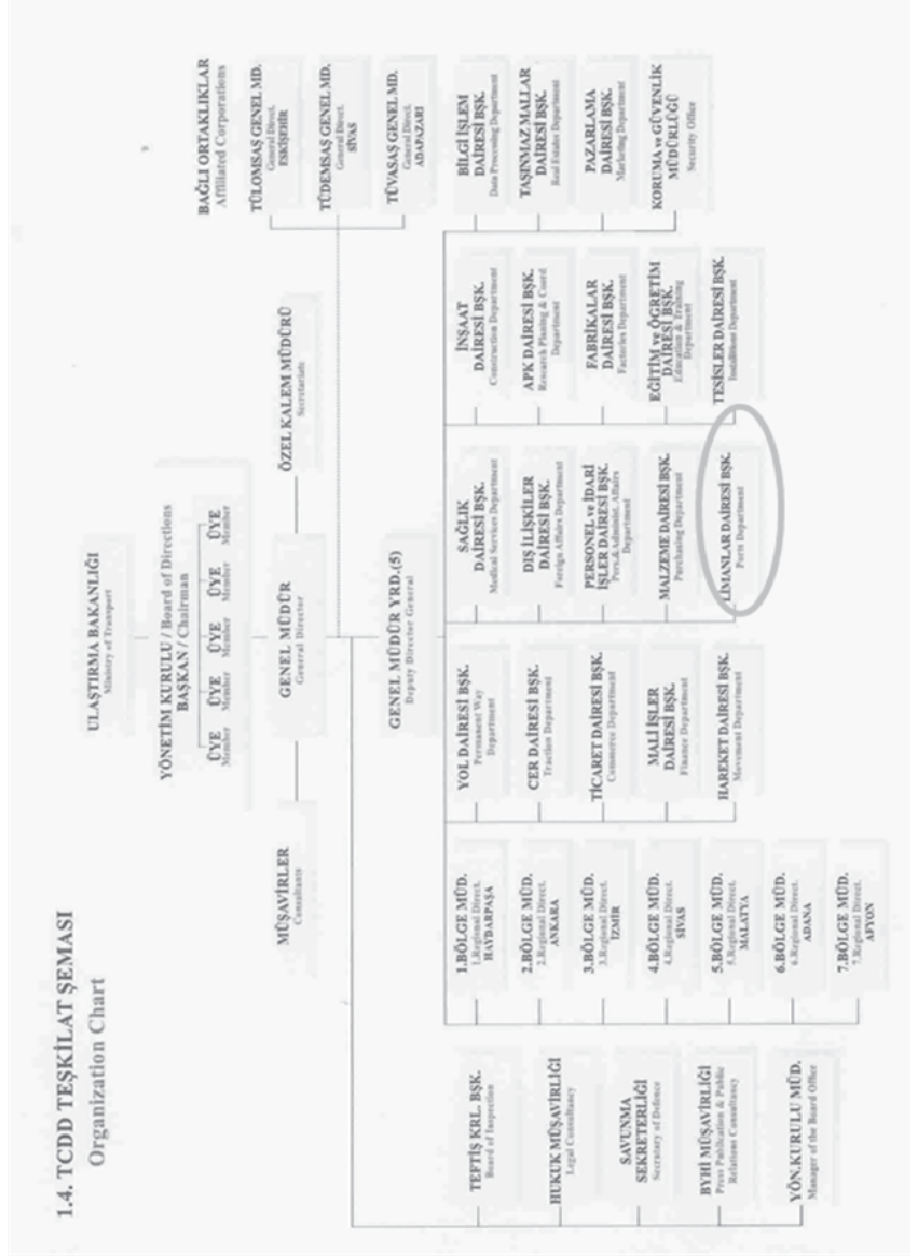 1.4. TCDD TEŞKİLAT ŞEMASI
Organization Chart
ULAŞTIRMA BAKANLIĞI
Ministry of Transport
YÖNETİM KURULU / Board of Directions
BAŞKAN / Chairman
ÜYE ÜYE ÜYE ÜYE ÜYE
Member Member Member Member Member
MÜŞAVİRLER
Consultants
GENEL MÜDÜR
General Director
ÖZEL KALEM MÜDÜRÜ
Secretariats
BAĞLI ORTAKLIKLAR
Affiliated Corporations
TÜLOMSAŞ GENEL MD.
General Direct.
ESKİŞEHİR
TÜDEMSAŞ GENEL MD.
General Direct.
SİVAS
TÜVASAŞ GENEL MD.
General Direct.
ADAPAZARI
GENEL MÜDÜR YRD.(5)
Deputy Director General
TEFTİŞ KRL. BŞK.
Board of Inspection
HUKUK MÜŞAVİRLİĞİ
Legal Consultancy
SAVUNMA
SEKRETERLİĞİ
Secretary of Defence
BYHİ MÜŞAVİRLİĞİ
Press Publication & Public
Relations Consultancy
YÖN.KURULU MÜD.
Manager of the Board Office
1.BÖLGE MÜD.
1.Regional Direct.
HAYDARPAŞA
2.BÖLGE MÜD.
2.Regional Direct.
ANKARA
3.BÖLGE MÜD.
3.Regional Direct.
İZMİR
4.BÖLGE MÜD.
4.Regional Direct.
SİVAS
5.BÖLGE MÜD.
5.Regional Direct.
MALATYA
6.BÖLGE MÜD.
6.Regional Direct.
ADANA
7.BÖLGE MÜD.
7.Regional Direct.
AFYON
YOL DAİRESİ BŞK.
Permanent Way
Department
CER DAİRESİ BŞK.
Traction Department
TİCARET DAİRESİ BŞK.
Commerce Department
MALİ İŞLER
DAİRESİ BŞK.
Finance Department
HAREKET DAİRESİ BŞK.
Movement Department
SAĞLIK
DAİRESİ BŞK.
Medical Services Department
DIŞ İLİŞKİLER
DAİRESİ BŞK.
Foreign Affairs Department
PERSONEL ve İDARİ
İŞLER DAİRESİ BŞK.
Pers.& Administ. Affairs
Department
MALZEME DAİRESİ BŞK.
Purchasing Department
LİMANLAR DAİRESİ BŞK.
Ports Department
İNŞAAT
DAİRESİ BŞK.
Construction Department
APK DAİRESİ BŞK.
Research Planing & Coord
Department
FABRİKALAR
DAİRESİ BŞK.
Factories Department
EĞİTİM ve ÖĞRETİM
DAİRESİ BŞK.
Education & Training
Department
TESİSLER DAİRESİ BŞK.
Department
BİLGİ İŞLEM
DAİRESİ BŞK.
Data Processing Department
TAŞINMAZ MALLAR
DAİRESİ BŞK.
Real Estates Department
PAZARLAMA
DAİRESİ BŞK.
Marketing Department
KORUMA ve GÜVENLİK
MÜDÜRLÜĞÜ
Security Office